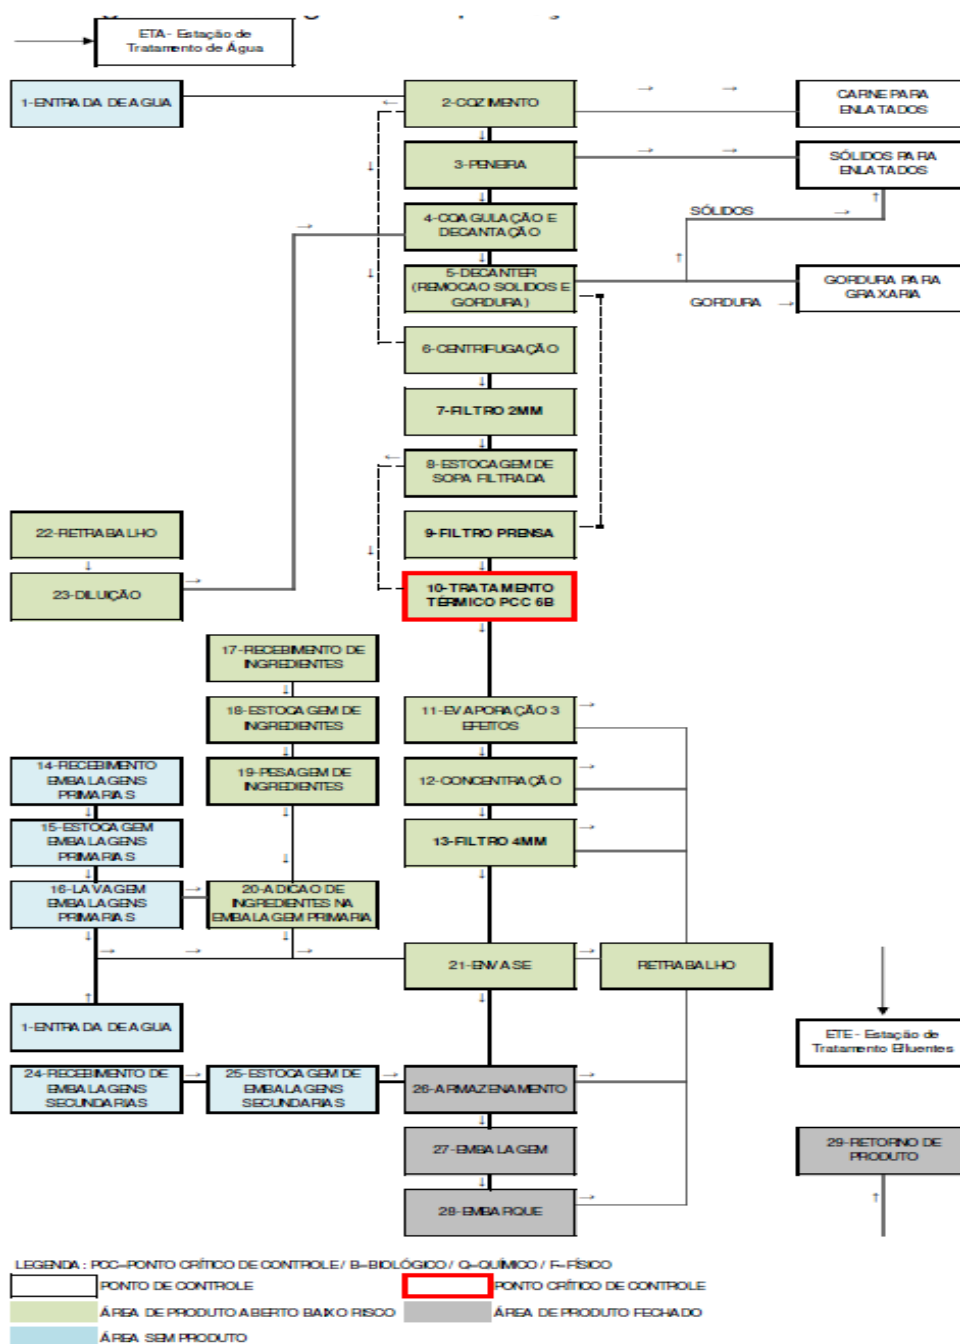 ETA - Estação de
Tratamento de Água
1-ENTRADA DE AGUA
2-COZIMENTO
CARNE PARA
ENLATADOS
3-PENEIRA
SÓLIDOS PARA
ENLATADOS
4-COAGULAÇÃO E
DECANTAÇÃO
SÓLIDOS
5-DECANTER
(REMOCAO SOLIDOS E
GORDURA)
GORDURA PARA
GRAXARIA
GORDURA
6-CENTRIFUGAÇÃO
7-FILTRO 2MM
8-ESTOCAGEM DE
SOPA FILTRADA
22-RETRABALHO
9-FILTRO PRENSA
23-DILUIÇÃO
10-TRATAMENTO
TÉRMICO PCC 6B
17-RECEBIMENTO DE
INGREDIENTES
18-ESTOCAGEM DE
INGREDIENTES
11-EVAPORAÇÃO 3
EFEITOS
14-RECEBIMENTO
EMBALAGENS
PRIMARIAS
19-PESAGEM DE
INGREDIENTES
12-CONCENTRAÇÃO
15-ESTOCAGEM
EMBALAGENS
PRIMARIAS
13-FILTRO 4MM
16-LAVAGEM
EMBALAGENS
PRIMARIAS
20-ADICAO DE
INGREDIENTES NA
EMBALAGEM PRIMARIA
21-ENVASE
RETRABALHO
1-ENTRADA DE AGUA
ETE - Estação de
Tratamento Efluentes
24-RECEBIMENTO DE
EMBALAGENS
SECUNDARIAS
25-ESTOCAGEM DE
EMBALAGENS
SECUNDARIAS
26-ARMAZENAMENTO
27-EMBALAGEM
29-RETORNO DE
PRODUTO
28-EMBARQUE
LEGENDA: PCC=PONTO CRÍTICO DE CONTROLE / B=BIOLÓGICO / Q=QUÍMICO / F=FÍSICO
PONTO DE CONTROLE
PONTO CRÍTICO DE CONTROLE
ÁREA DE PRODUTO ABERTO BAIXO RISCO
ÁREA DE PRODUTO FECHADO
ÁREA SEM PRODUTO